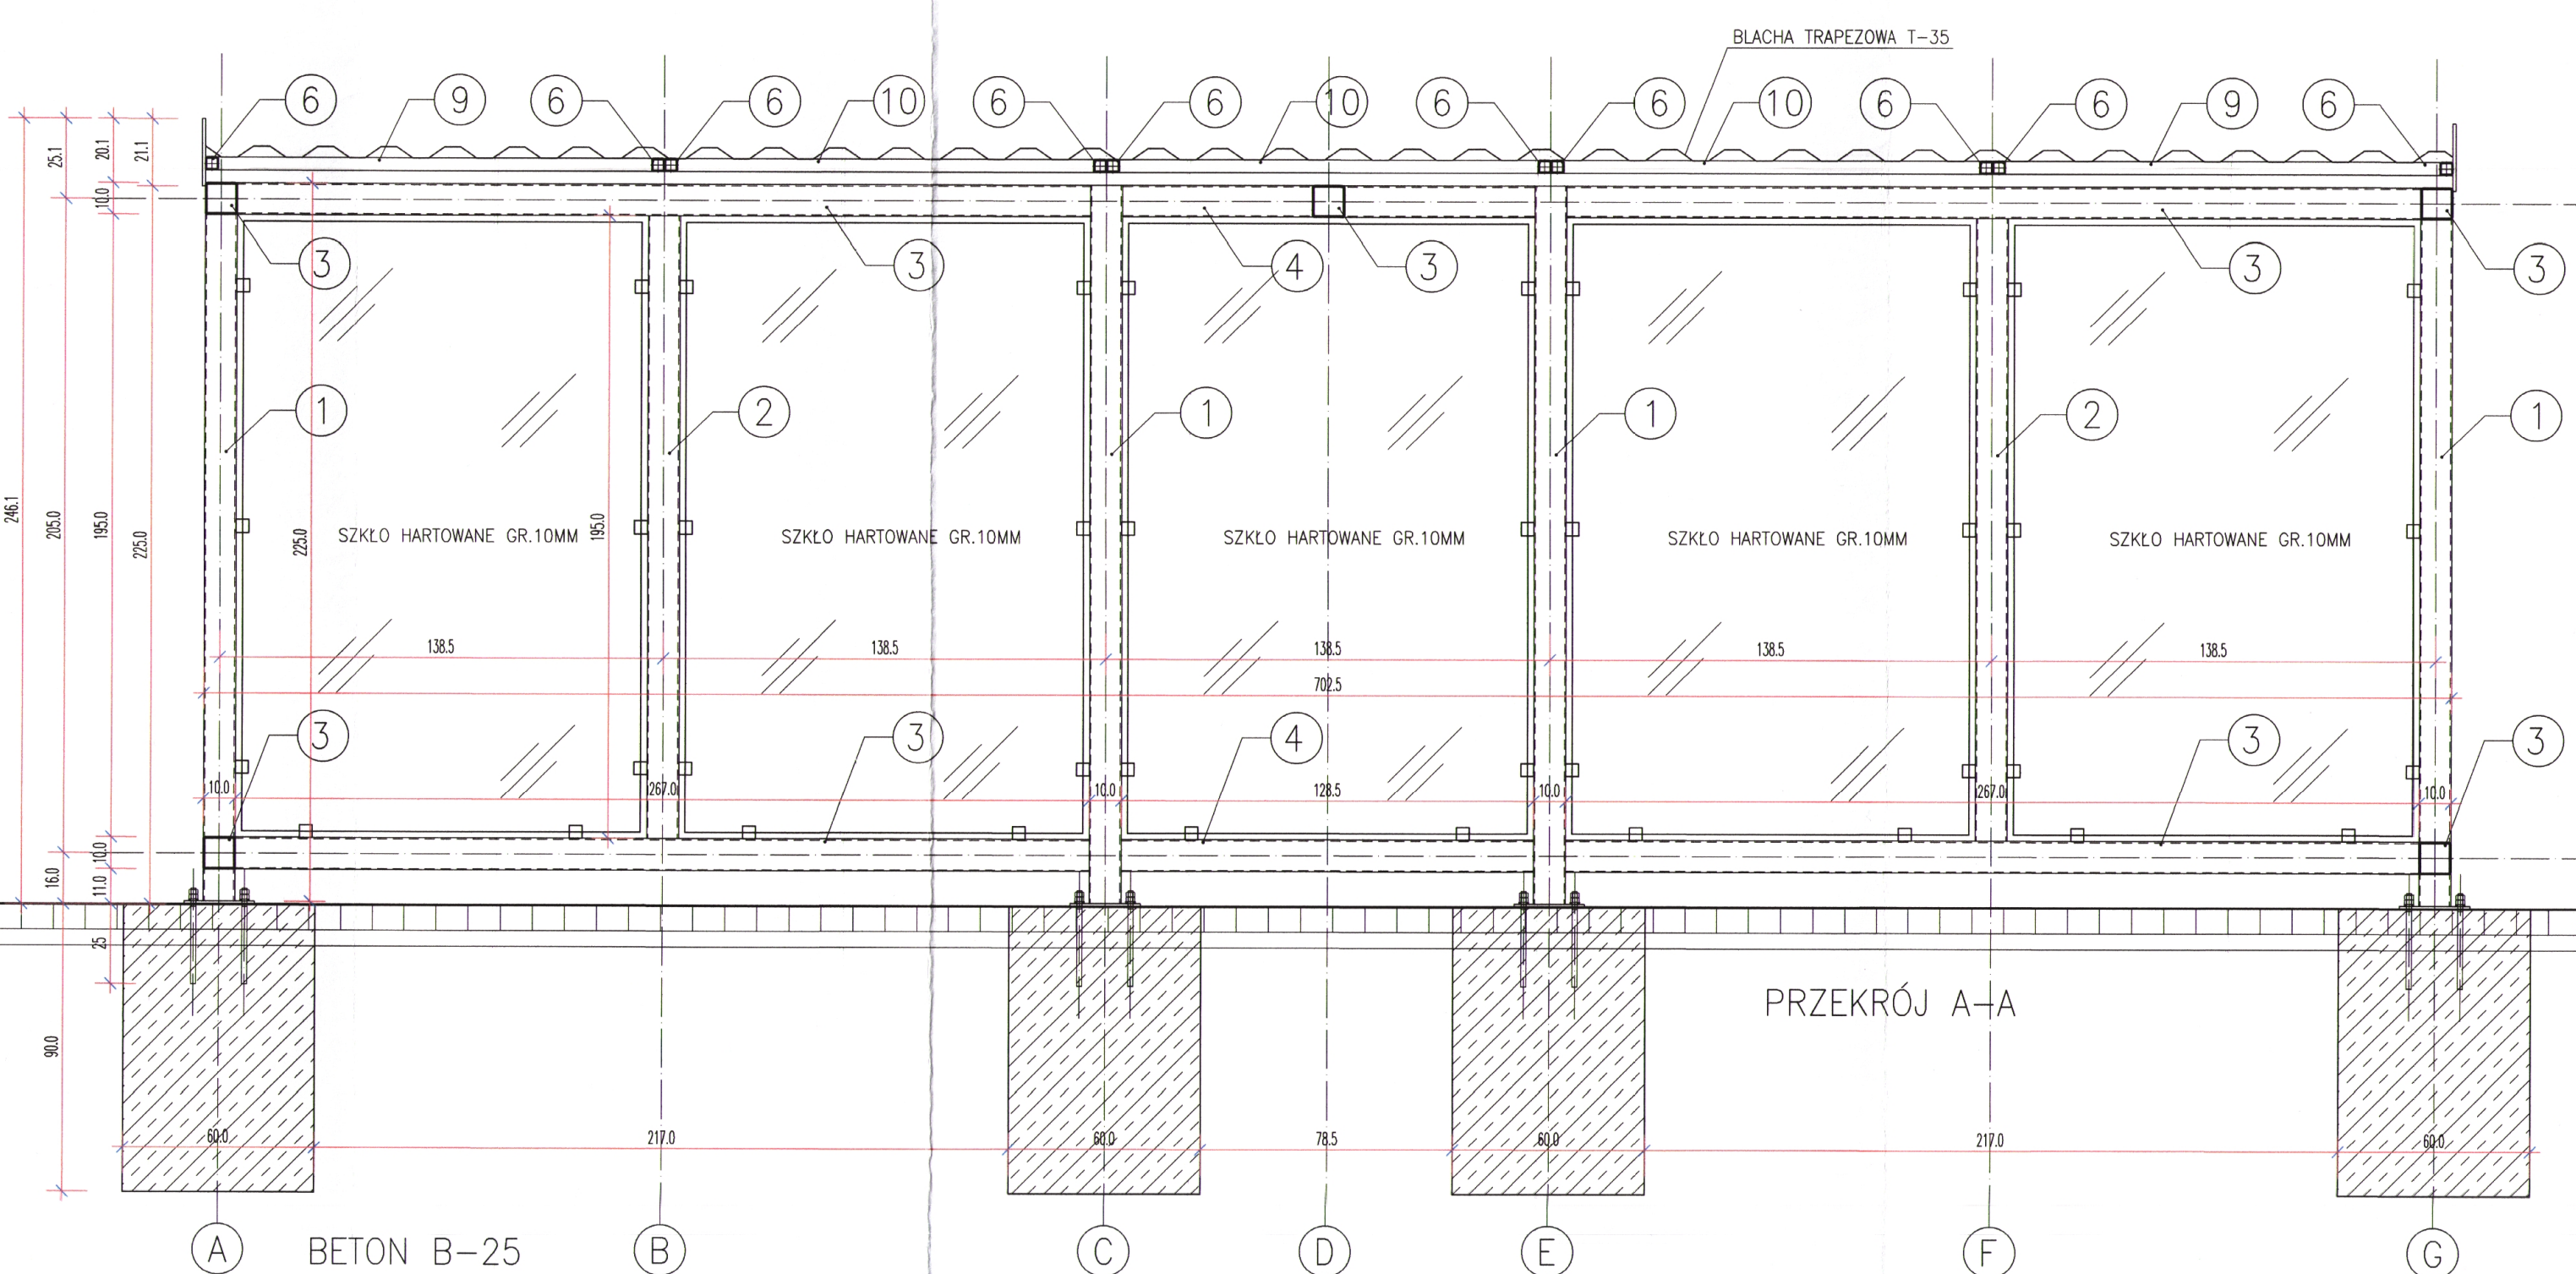 BLACHA TRAPEZOWA T-35
6 9 6 6 10 6 6 10 6 6 10 6 6 9 6
25.1 20.1 21.1
10.0
3 3 4 3 3 3
1 2 1 1 2 1
246.1 205.0 195.0 225.0 225.0 195.0
SZKŁO HARTOWANE GR.10MM SZKŁO HARTOWANE GR.10MM SZKŁO HARTOWANE GR.10MM SZKŁO HARTOWANE GR.10MM SZKŁO HARTOWANE GR.10MM
138.5 138.5 138.5 138.5 138.5
702.5
3 3 4 3 3
10.0 267.0 10.0 128.5 10.0 267.0 10.0
10.0
16.0 11.0
25
PRZEKRÓJ A-A
90.0
60.0 217.0 60.0 78.5 60.0 217.0 60.0
A BETON B-25 B C D E F G